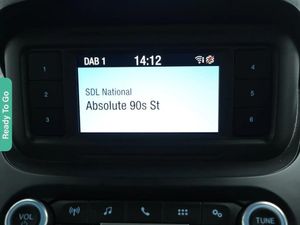 DAB 1
14:12
SDL National
Absolute 90s St
1
2
3
4
5
6
VOL
TUNE
Ready To Go